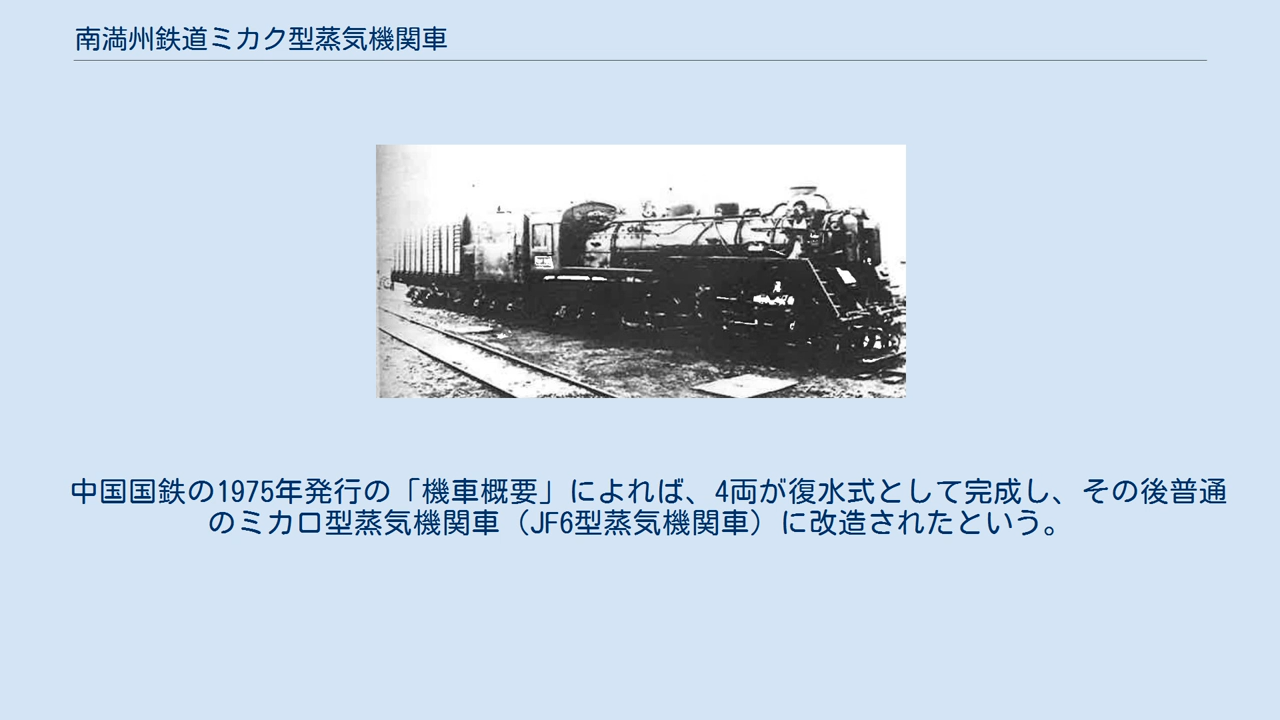 南満州鉄道ミカク型蒸気機関車
中国国鉄の1975年発行の「機車概要」によれば、4両が復水式として完成し、その後普通
のミカロ型蒸気機関車（JF6型蒸気機関車）に改造されたという。